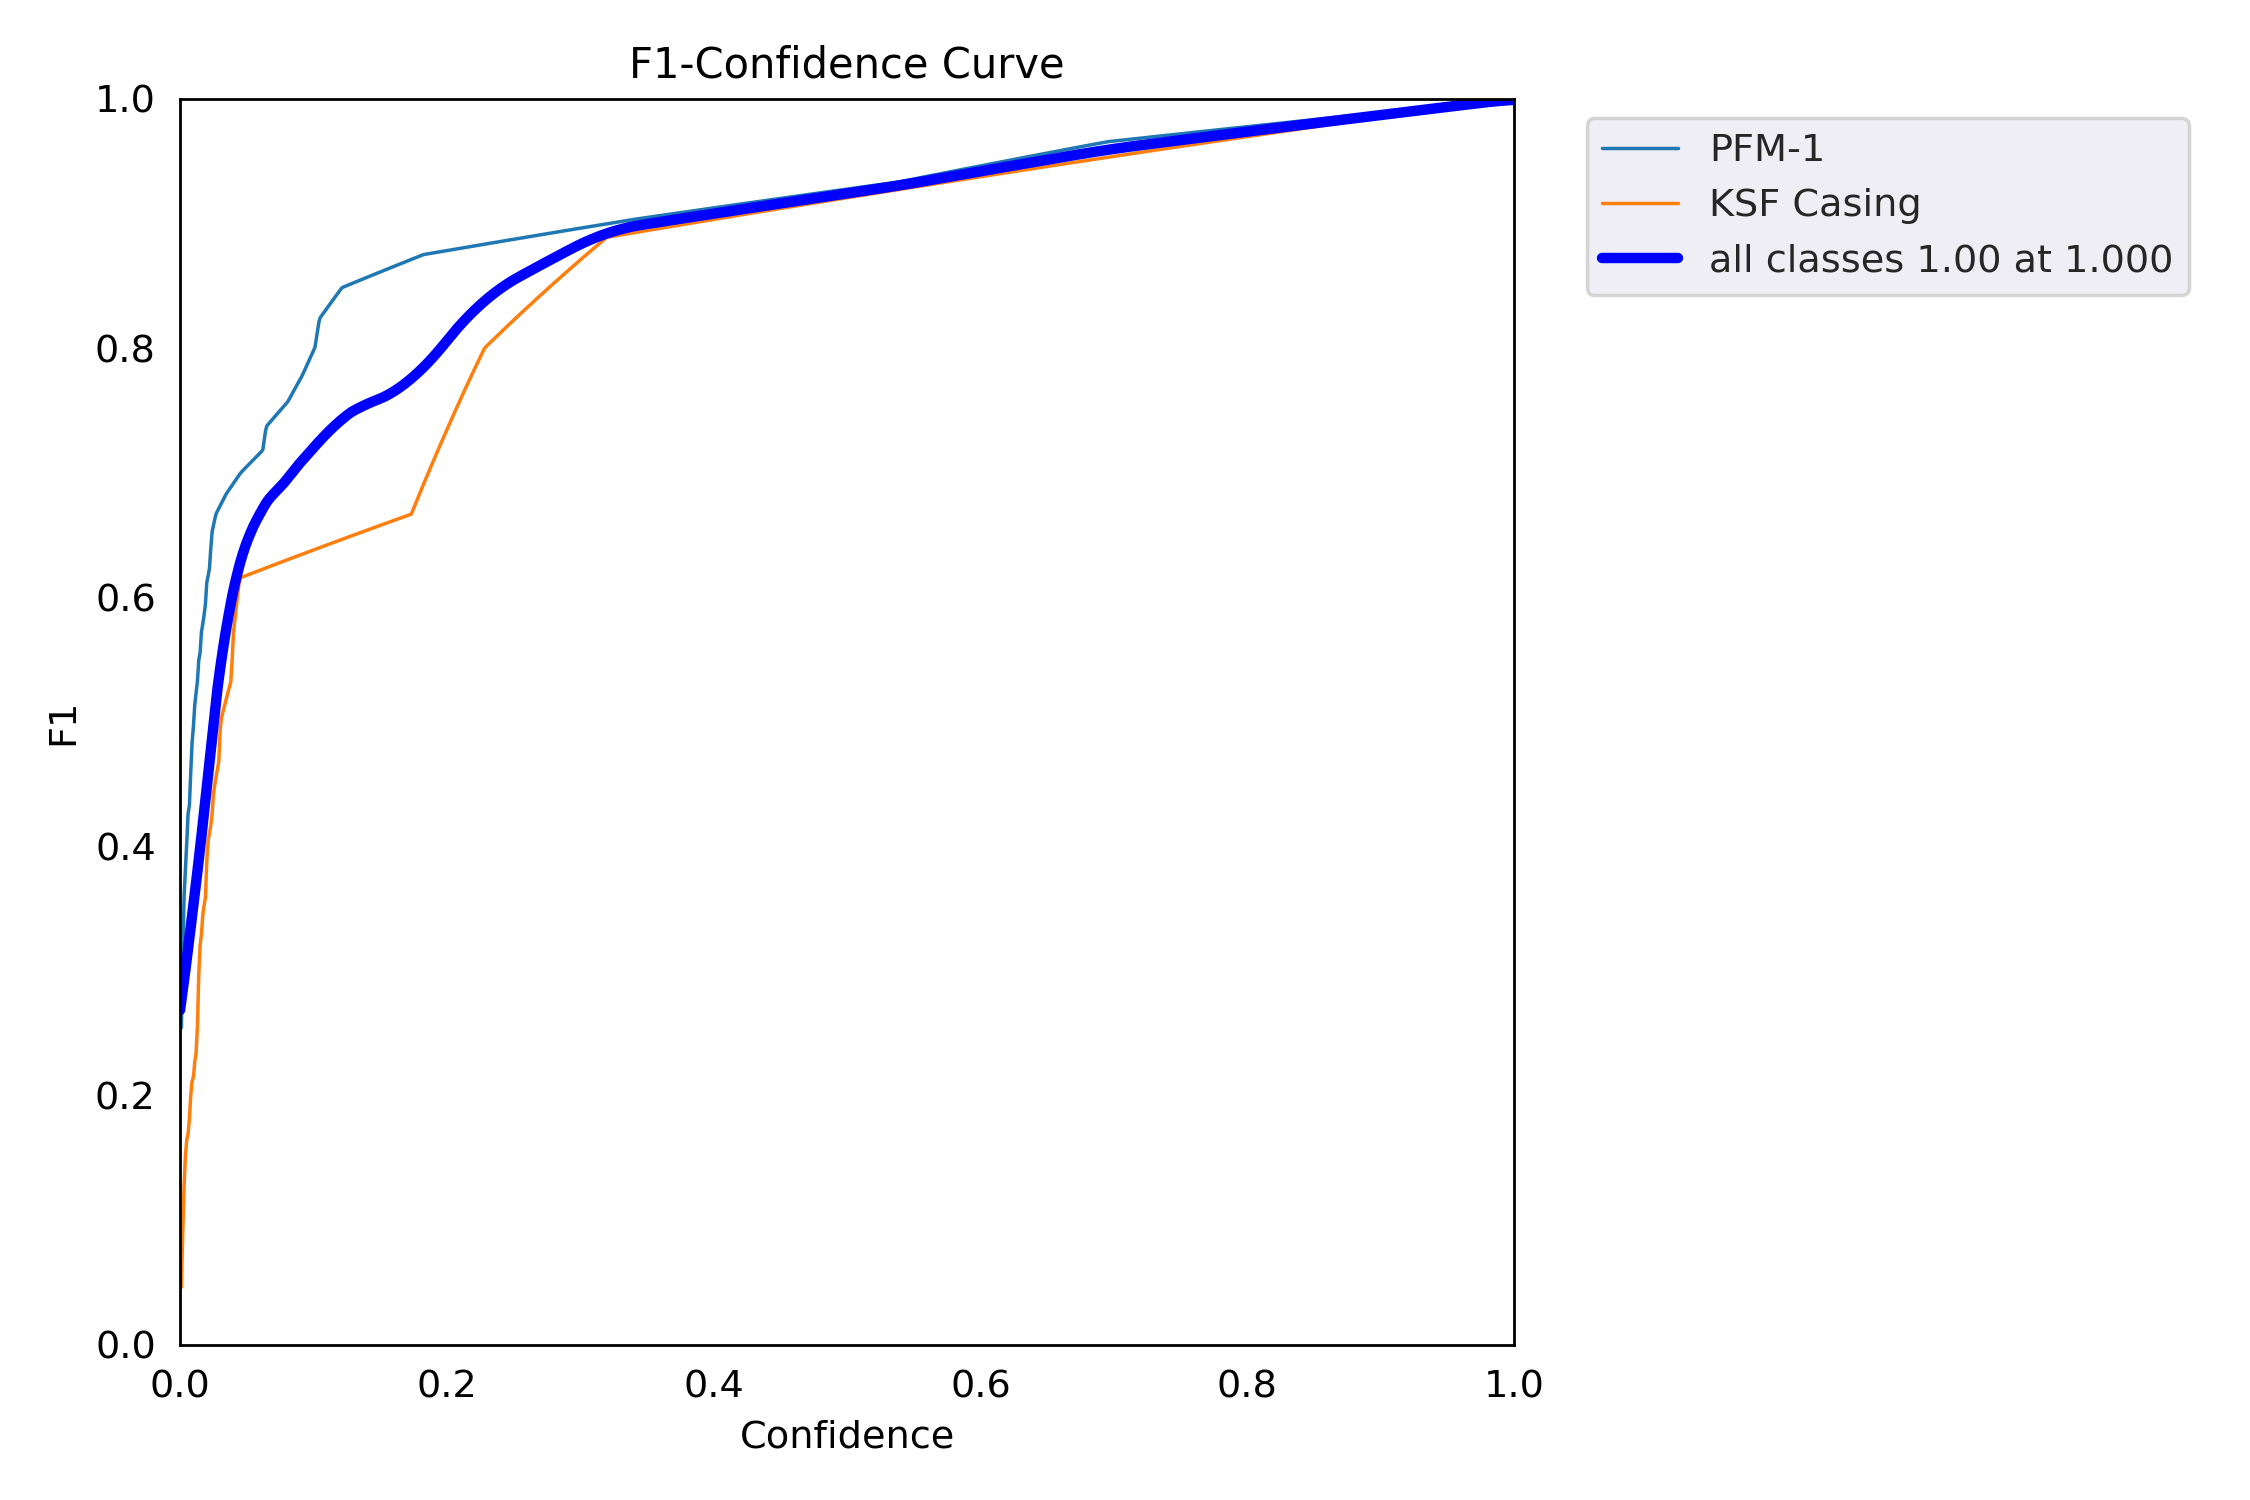 F1-Confidence Curve
1.0
0.8
0.6
0.4
0.2
0.0
F1
0.0 0.2 0.4 0.6 0.8 1.0
Confidence
PFM-1
KSF Casing
all classes 1.00 at 1.000